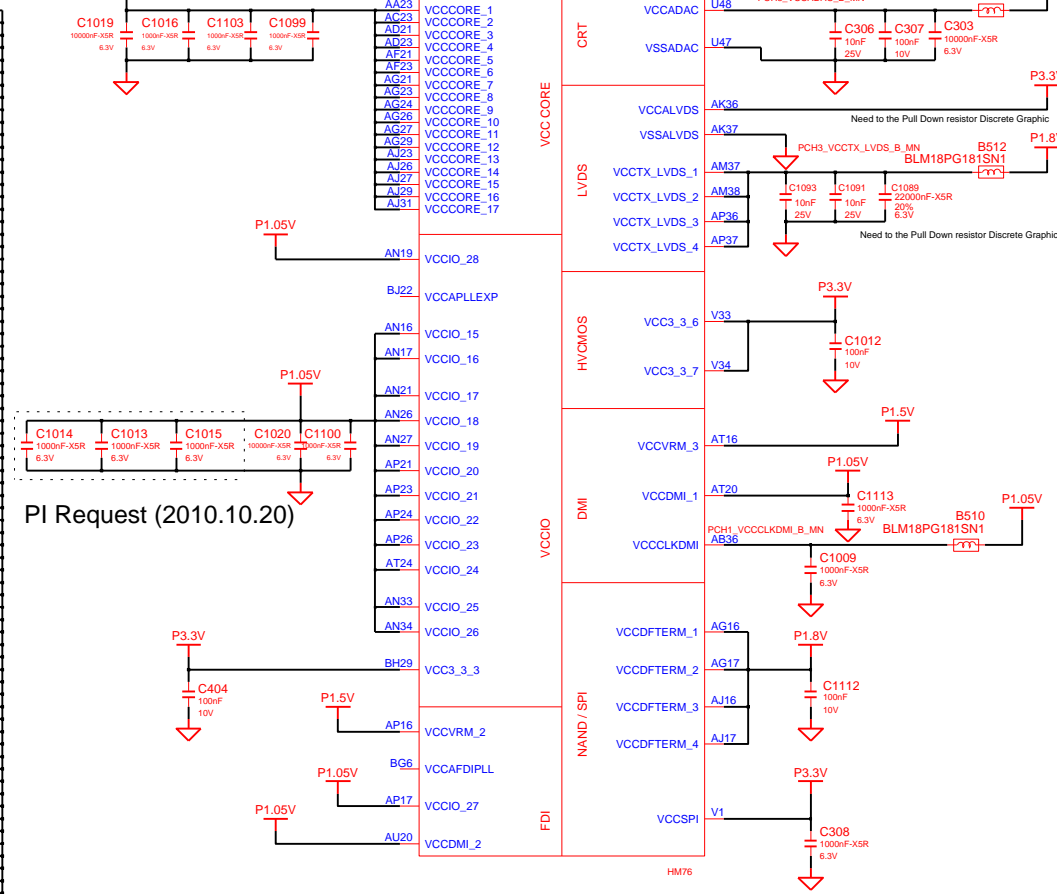 C1019
10000nF-X5R
6.3V
C1016
1000nF-X5R
6.3V
C1103
1000nF-X5R
6.3V
C1099
1000nF-X5R
6.3V
AA23 VCCCORE_1
AC23 VCCCORE_2
AD21 VCCCORE_3
AD23 VCCCORE_4
AF21 VCCCORE_5
AF23 VCCCORE_6
AG21 VCCCORE_7
AG23 VCCCORE_8
AG24 VCCCORE_9
AG26 VCCCORE_10
AG27 VCCCORE_11
AG29 VCCCORE_12
AJ23 VCCCORE_13
AJ26 VCCCORE_14
AJ27 VCCCORE_15
AJ29 VCCCORE_16
AJ31 VCCCORE_17
VCC CORE
P1.05V
AN19 VCCIO_28
BJ22 VCCAPLLEXP
AN16 VCCIO_15
AN17 VCCIO_16
AN21 VCCIO_17
AN26 VCCIO_18
AN27 VCCIO_19
AP21 VCCIO_20
AP23 VCCIO_21
AP24 VCCIO_22
AP26 VCCIO_23
AT24 VCCIO_24
AN33 VCCIO_25
AN34 VCCIO_26
VCCIO
P1.05V
C1014
1000nF-X5R
6.3V
C1013
1000nF-X5R
6.3V
C1015
1000nF-X5R
6.3V
C1020
10000nF-X5R
6.3V
C1100
1000nF-X5R
6.3V
PI Request (2010.10.20)
P3.3V
BH29 VCC3_3_3
C404
100nF
10V
P1.5V
AP16 VCCVRM_2
BG6 VCCAFDIPLL
P1.05V
AP17 VCCIO_27
P1.05V
AU20 VCCDMI_2
FDI
CRT
VCCADAC U48
VSSADAC U47
C306
10nF
25V
C307
100nF
10V
C303
10000nF-X5R
6.3V
P3.3
LVDS
VCCALVDS AK36
Need to the Pull Down resistor Discrete Graphic
VSSALVDS AK37
PCH3_VCCTX_LVDS_B_MN
B512
BLM18PG181SN1
P1.8
VCCTX_LVDS_1 AM37
VCCTX_LVDS_2 AM38
VCCTX_LVDS_3 AP36
VCCTX_LVDS_4 AP37
C1093
10nF
25V
C1091
10nF
25V
C1089
22000nF-X5R
20%
6.3V
Need to the Pull Down resistor Discrete Graphic
HVCMOS
P3.3V
VCC3_3_6 V33
VCC3_3_7 V34
C1012
100nF
10V
DMI
P1.5V
VCCVRM_3 AT16
P1.05V
VCCDMI_1 AT20
C1113
1000nF-X5R
6.3V
PCH1_VCCCLKDMI_B_MN
B510
BLM18PG181SN1
P1.05V
VCCCLKDMI AB36
C1009
1000nF-X5R
6.3V
NAND / SPI
VCCDFTERM_1 AG16
VCCDFTERM_2 AG17
VCCDFTERM_3 AJ16
VCCDFTERM_4 AJ17
P1.8V
C1112
100nF
10V
P3.3V
VCCSPI V1
C308
1000nF-X5R
6.3V
HM76